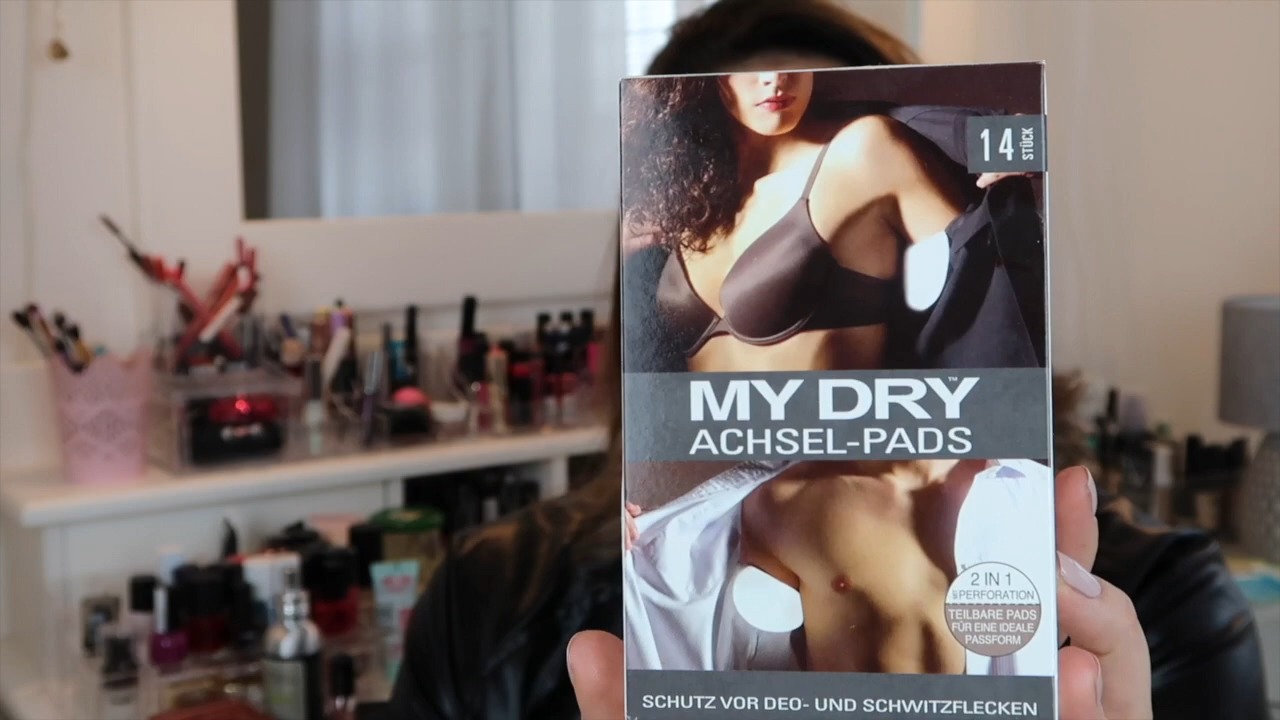 14 STÜCK
MY DRY™
ACHSEL-PADS
2 IN 1
PERFORATION
TEILBARE PADS
FÜR EINE IDEALE
PASSFORM
SCHUTZ VOR DEO- UND SCHWITZFLECKEN